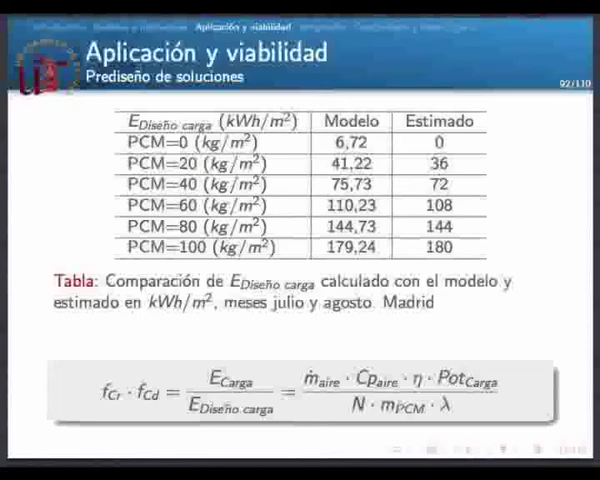 Aplicación y viabilidad
Aplicación y viabilidad
Prediseño de soluciones
92/110
E_Diseño carga (kWh/m²) Modelo Estimado
PCM=0 (kg/m²) 6,72 0
PCM=20 (kg/m²) 41,22 36
PCM=40 (kg/m²) 75,73 72
PCM=60 (kg/m²) 110,23 108
PCM=80 (kg/m²) 144,73 144
PCM=100 (kg/m²) 179,24 180
Tabla: Comparación de E_Diseño carga calculado con el modelo y
estimado en kWh/m², meses julio y agosto. Madrid
f_Cr · f_Cd = E_Carga / E_Diseño carga = ṁ_aire · Cp_aire · η · Pot_Carga / N · m_PCM · λ